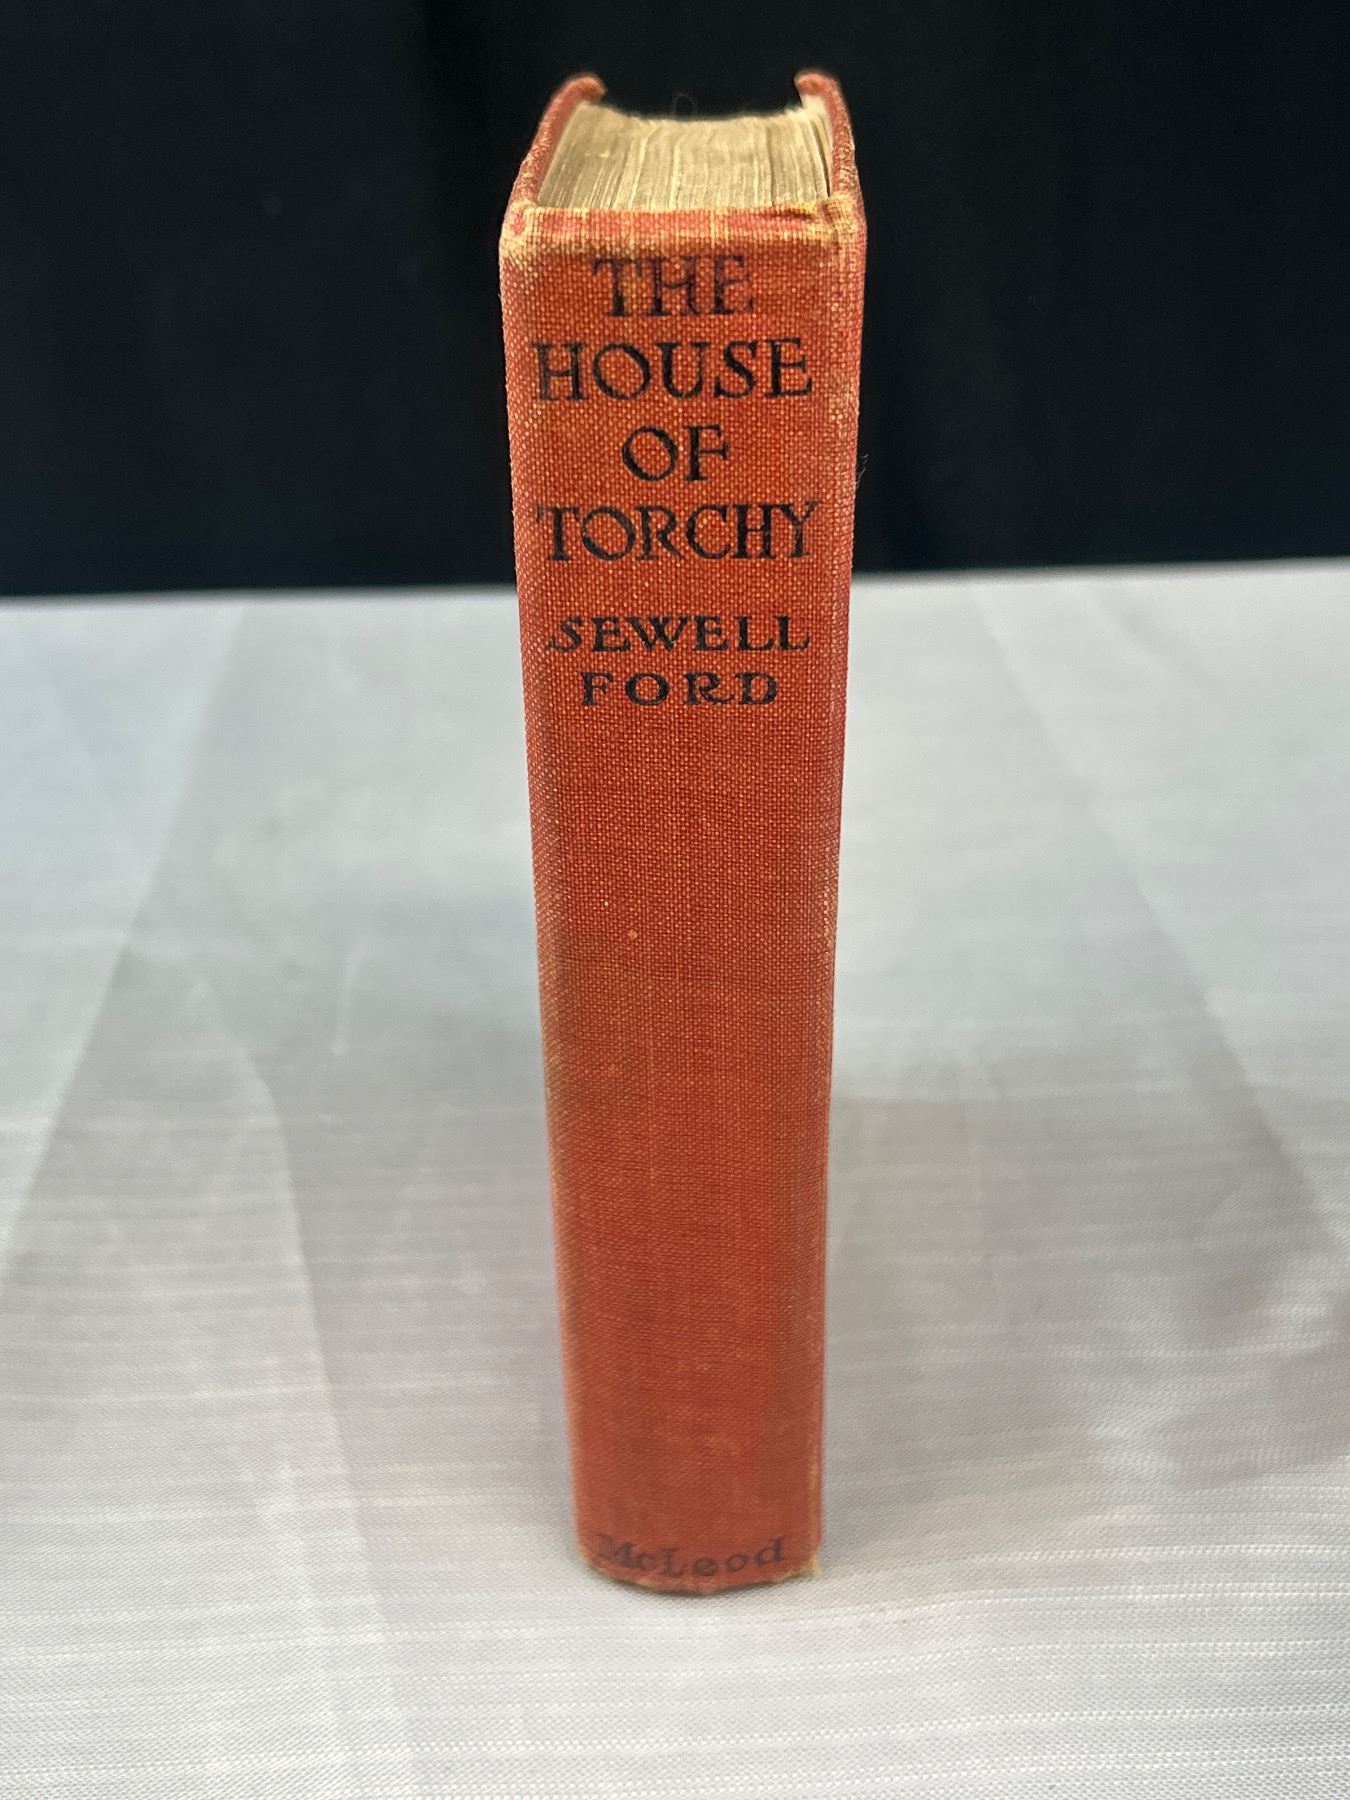 THE
HOUSE
OF
TORCHY
SEWELL
FORD
McLeod